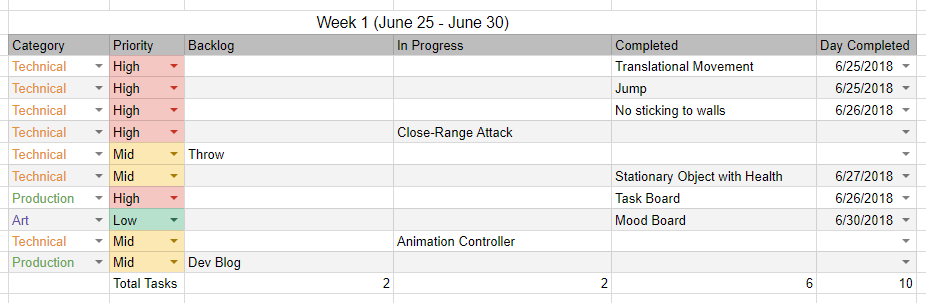 Week 1 (June 25 - June 30)
Category Priority Backlog In Progress Completed Day Completed
Technical High Translational Movement 6/25/2018
Technical High Jump 6/25/2018
Technical High No sticking to walls 6/26/2018
Technical High Close-Range Attack
Technical Mid Throw
Technical Mid Stationary Object with Health 6/27/2018
Production High Task Board 6/26/2018
Art Low Mood Board 6/30/2018
Technical Mid Animation Controller
Production Mid Dev Blog
Total Tasks 2 2 6 10